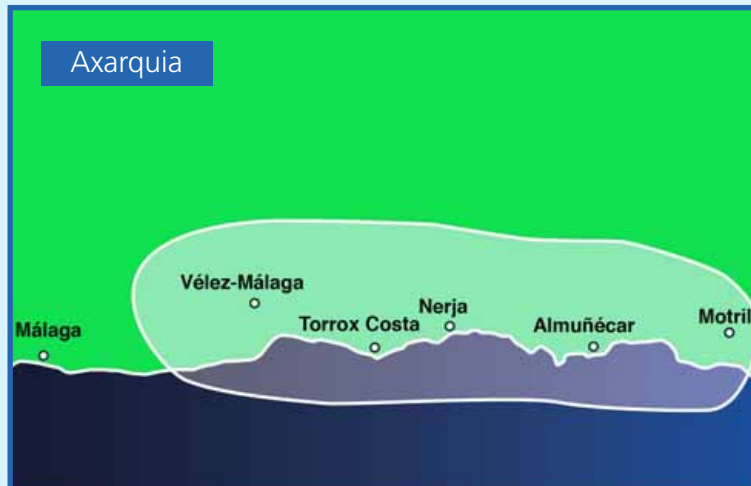 Axarquia
Vélez-Málaga
Nerja
Málaga
Torrox Costa
Almuñécar
Motril